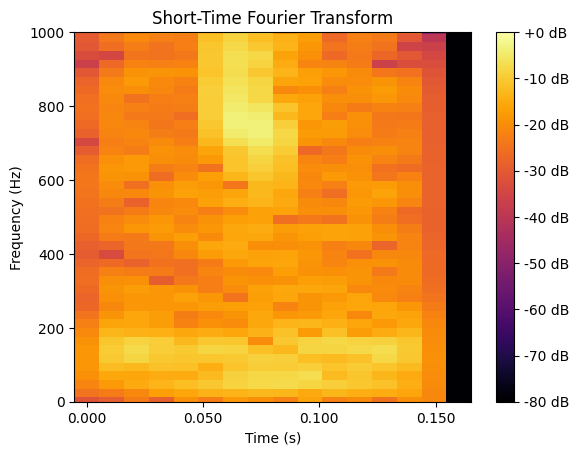 Short-Time Fourier Transform
1000
800
600
400
200
0
Frequency (Hz)
0.000
0.050
0.100
0.150
Time (s)
+0 dB
-10 dB
-20 dB
-30 dB
-40 dB
-50 dB
-60 dB
-70 dB
-80 dB